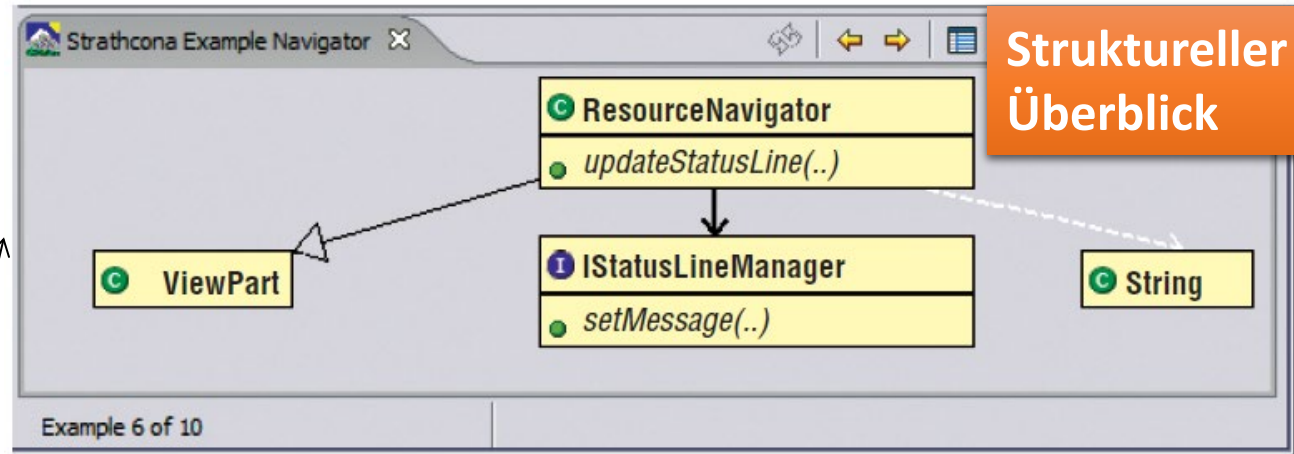 Strathcona Example Navigator
Struktureller
Überblick
C ResourceNavigator
updateStatusLine(..)
C ViewPart
I IStatusLineManager
setMessage(..)
C String
Example 6 of 10